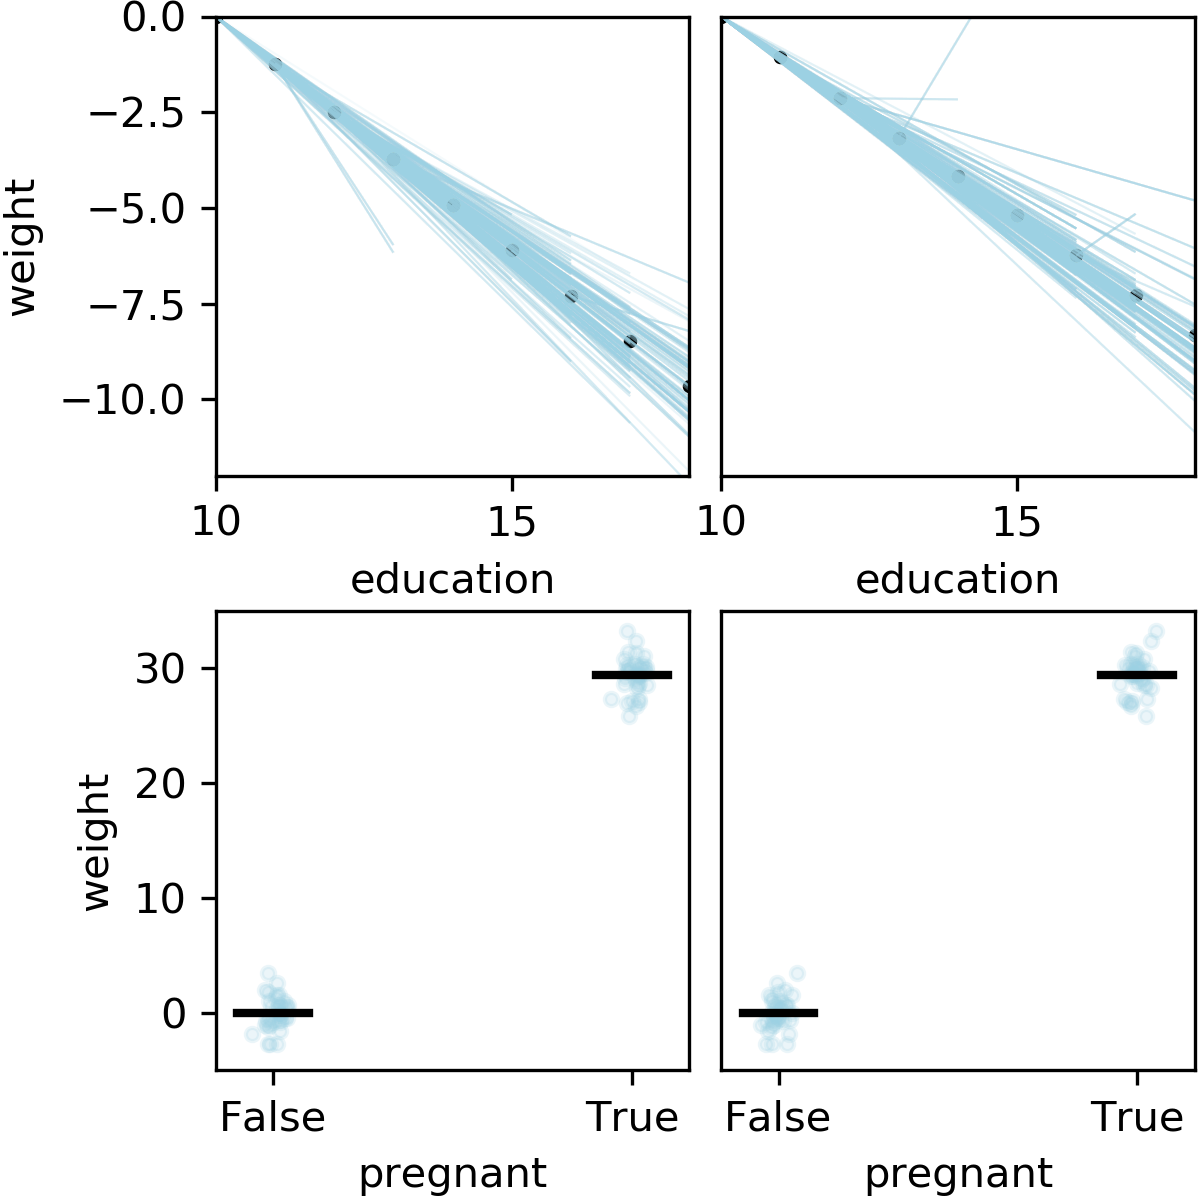 0.0
−2.5
−5.0
−7.5
−10.0
weight
10 15
10 15
education education
30
20
10
0
weight
False True
False True
pregnant pregnant